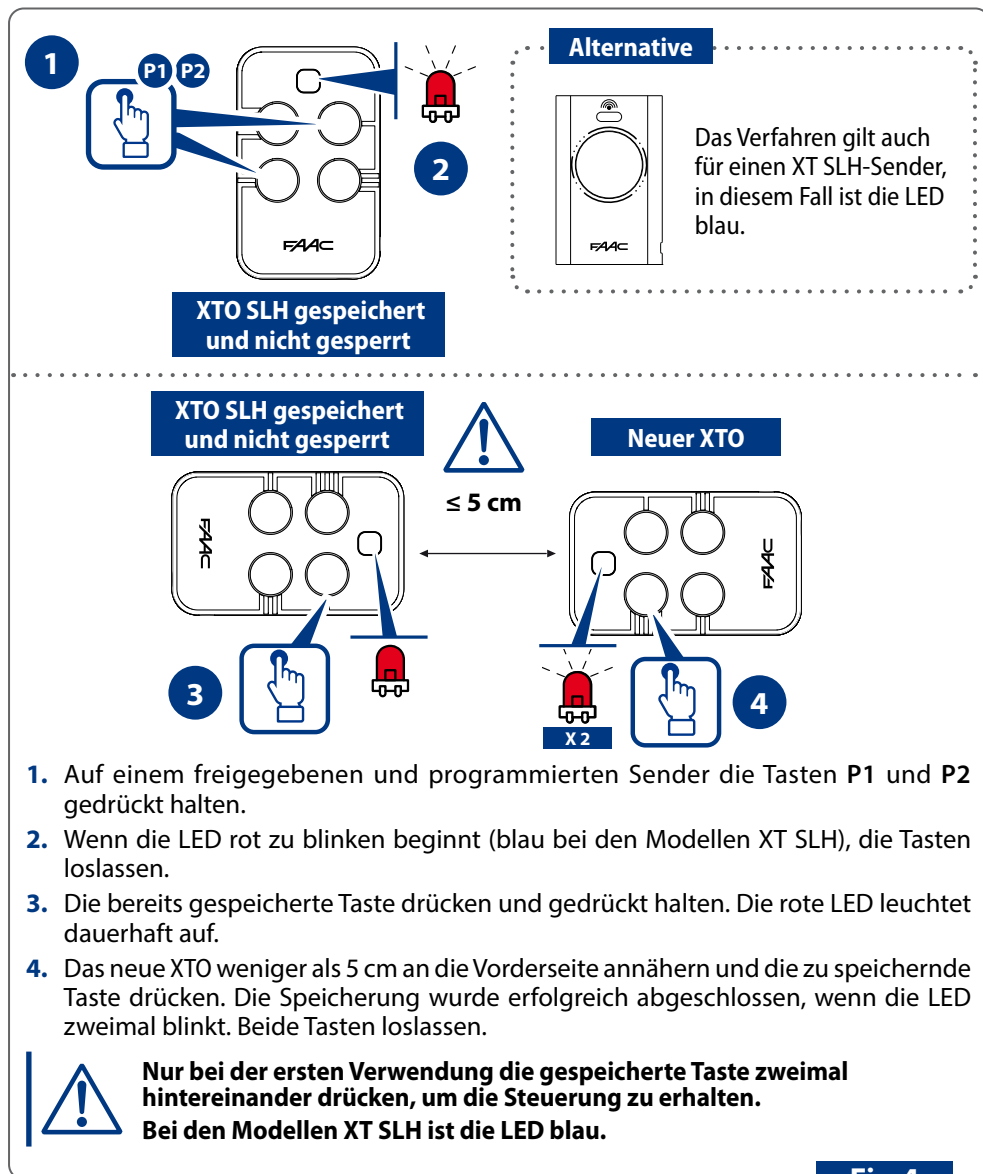 1
P1 P2
2
FAAC
XTO SLH gespeichert
und nicht gesperrt
Alternative
FAAC
Das Verfahren gilt auch
für einen XT SLH-Sender,
in diesem Fall ist die LED
blau.
XTO SLH gespeichert
und nicht gesperrt
≤ 5 cm
Neuer XTO
FAAC
FAAC
3
X 2
4
1. Auf einem freigegebenen und programmierten Sender die Tasten P1 und P2
gedrückt halten.
2. Wenn die LED rot zu blinken beginnt (blau bei den Modellen XT SLH), die Tasten
loslassen.
3. Die bereits gespeicherte Taste drücken und gedrückt halten. Die rote LED leuchtet
dauerhaft auf.
4. Das neue XTO weniger als 5 cm an die Vorderseite annähern und die zu speichernde
Taste drücken. Die Speicherung wurde erfolgreich abgeschlossen, wenn die LED
zweimal blinkt. Beide Tasten loslassen.
Nur bei der ersten Verwendung die gespeicherte Taste zweimal
hintereinander drücken, um die Steuerung zu erhalten.
Bei den Modellen XT SLH ist die LED blau.